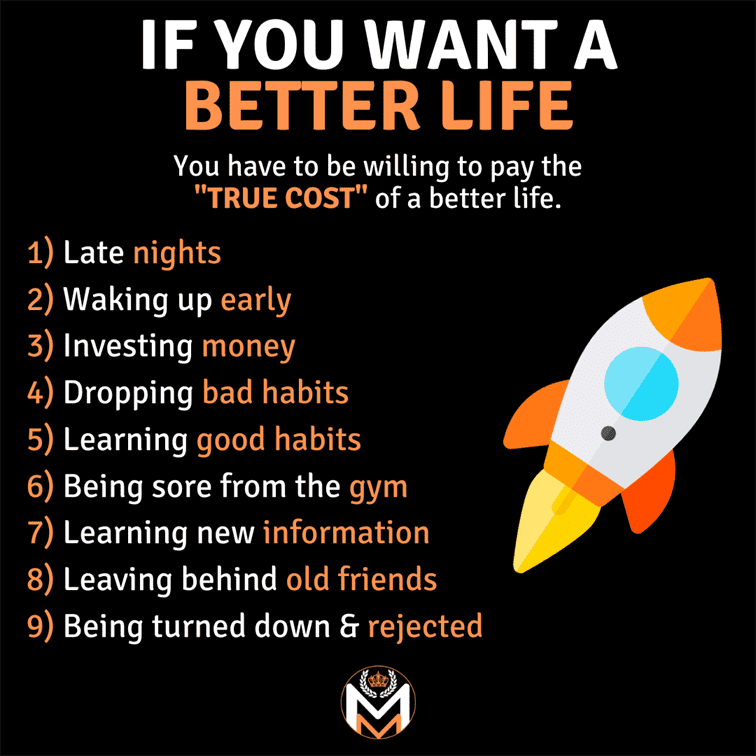 IF YOU WANT A
BETTER LIFE
You have to be willing to pay the
"TRUE COST" of a better life.
1) Late nights
2) Waking up early
3) Investing money
4) Dropping bad habits
5) Learning good habits
6) Being sore from the gym
7) Learning new information
8) Leaving behind old friends
9) Being turned down & rejected
MM